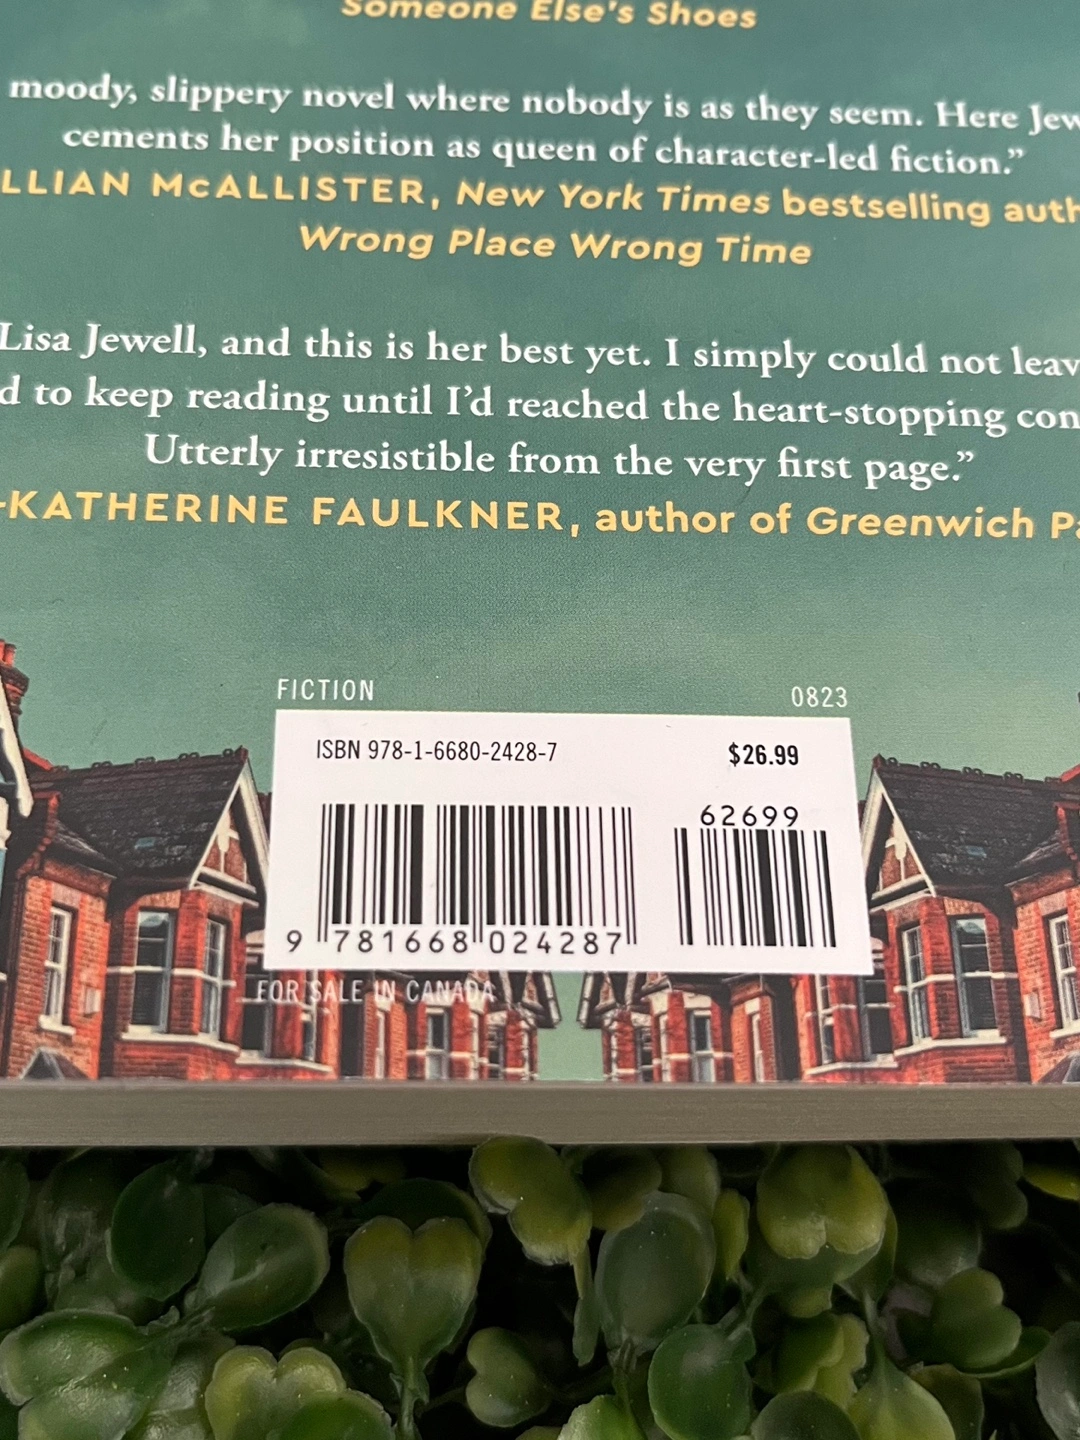 Someone Else's Shoes
moody, slippery novel where nobody is as they seem. Here Jew
cements her position as queen of character-led fiction.”
LLIAN McALLISTER, New York Times bestselling auth
Wrong Place Wrong Time
Lisa Jewell, and this is her best yet. I simply could not leav
d to keep reading until I’d reached the heart-stopping con
Utterly irresistible from the very first page.”
-KATHERINE FAULKNER, author of Greenwich Pa
FICTION 0823
ISBN 978-1-6680-2428-7 $26.99
62699
9 781668 024287
FOR SALE IN CANADA